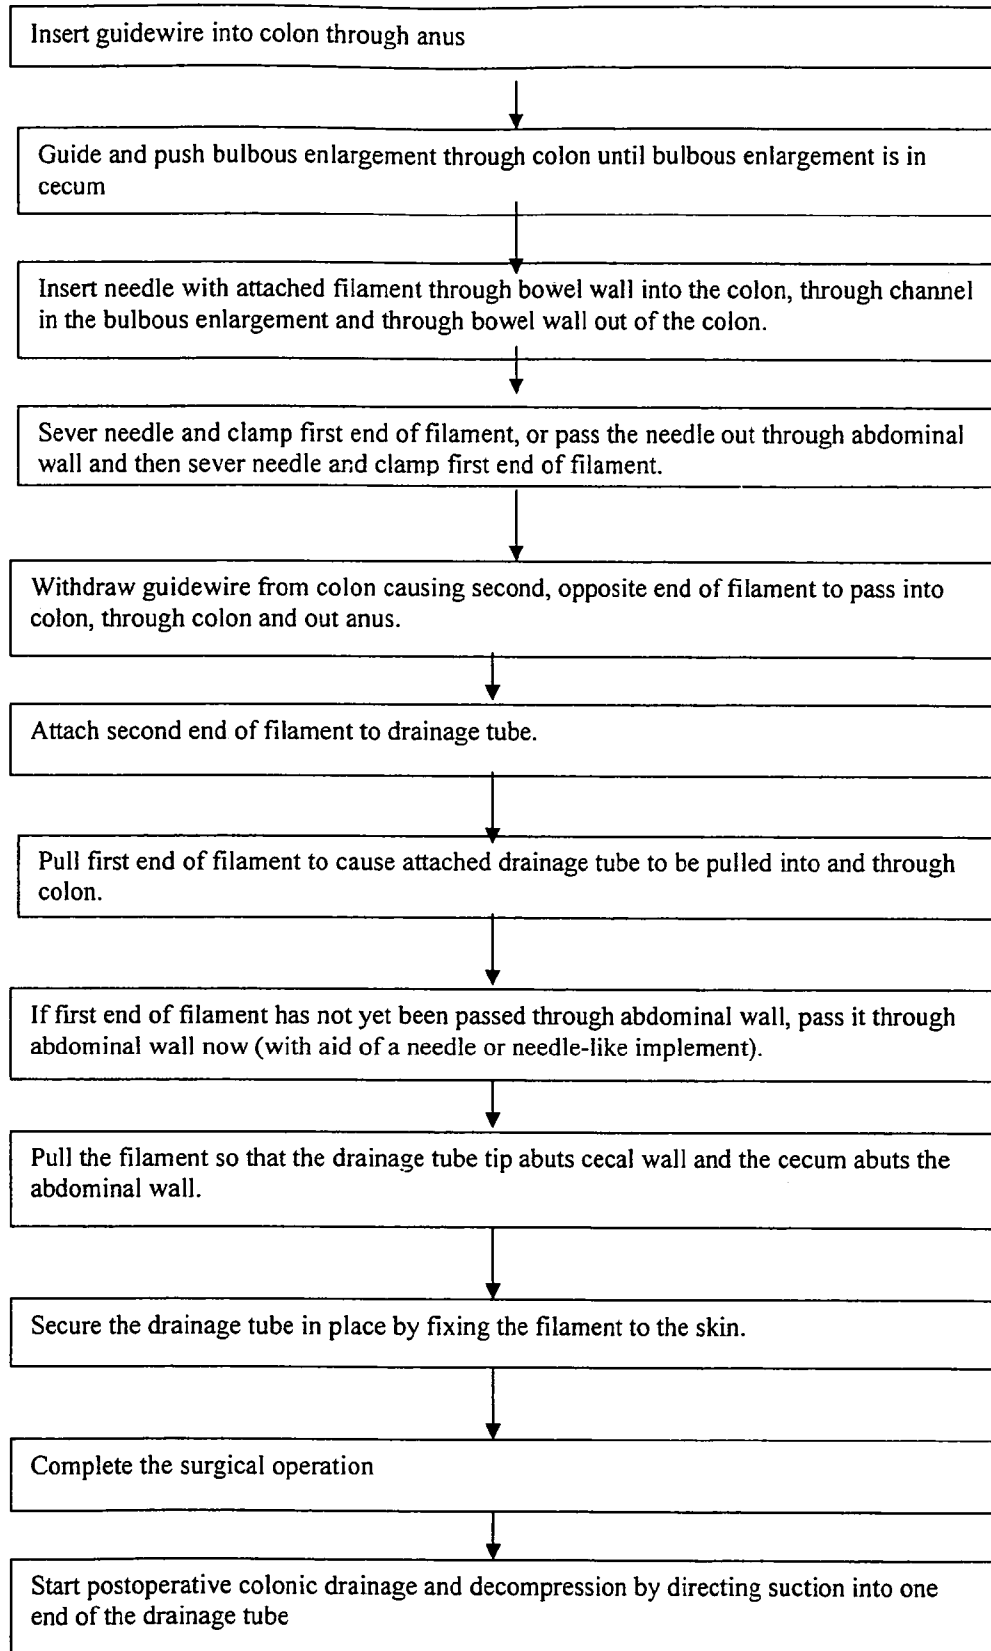 Insert guidewire into colon through anus
Guide and push bulbous enlargement through colon until bulbous enlargement is in
cecum
Insert needle with attached filament through bowel wall into the colon, through channel
in the bulbous enlargement and through bowel wall out of the colon.
Sever needle and clamp first end of filament, or pass the needle out through abdominal
wall and then sever needle and clamp first end of filament.
Withdraw guidewire from colon causing second, opposite end of filament to pass into
colon, through colon and out anus.
Attach second end of filament to drainage tube.
Pull first end of filament to cause attached drainage tube to be pulled into and through
colon.
If first end of filament has not yet been passed through abdominal wall, pass it through
abdominal wall now (with aid of a needle or needle-like implement).
Pull the filament so that the drainage tube tip abuts cecal wall and the cecum abuts the
abdominal wall.
Secure the drainage tube in place by fixing the filament to the skin.
Complete the surgical operation
Start postoperative colonic drainage and decompression by directing suction into one
end of the drainage tube